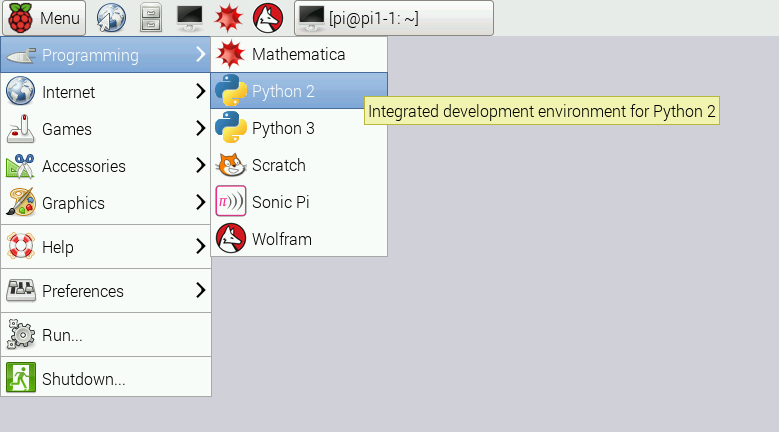 Menu
[pi@pi1-1: ~]
Programming
Internet
Games
Accessories
Graphics
Help
Preferences
Run...
Shutdown...
Mathematica
Python 2
Python 3
Scratch
π)))
Sonic Pi
Wolfram
Integrated development environment for Python 2